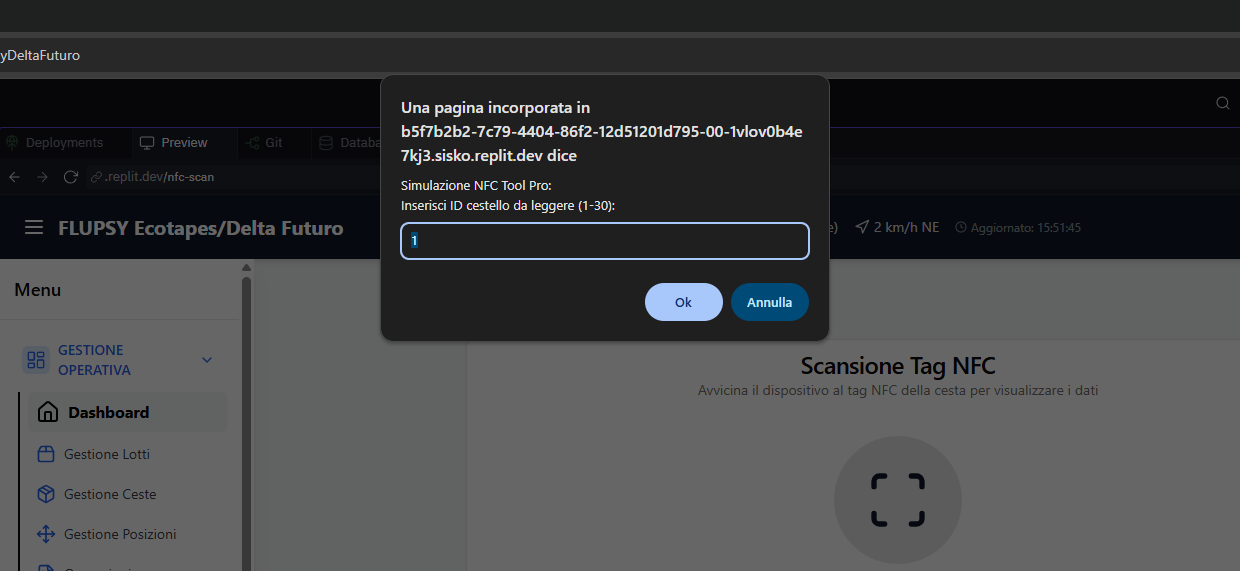 yDeltaFuturo
Una pagina incorporata in
b5f7b2b2-7c79-4404-86f2-12d51201d795-00-1vlov0b4e
7kj3.sisko.replit.dev dice
Simulazione NFC Tool Pro:
Inserisci ID cestello da leggere (1-30):
1
Ok
Annulla
Deployments
Preview
Git
Databa
.replit.dev/nfc-scan
FLUPSY Ecotapes/Delta Futuro
e)
2 km/h NE
Aggiornato: 15:51:45
Menu
GESTIONE
OPERATIVA
Dashboard
Gestione Lotti
Gestione Ceste
Gestione Posizioni
Scansione Tag NFC
Avvicina il dispositivo al tag NFC della cesta per visualizzare i dati